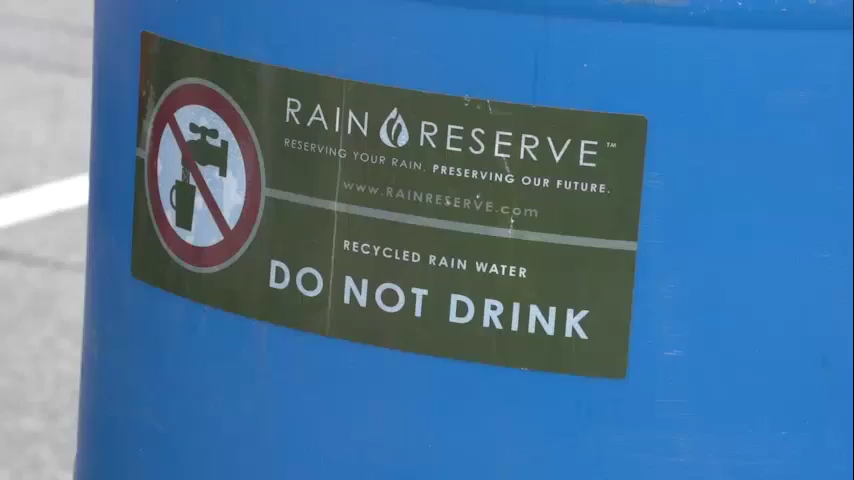 RAIN RESERVE™
RESERVING YOUR RAIN. PRESERVING OUR FUTURE.
www.RAINRESERVE.com
RECYCLED RAIN WATER
DO NOT DRINK